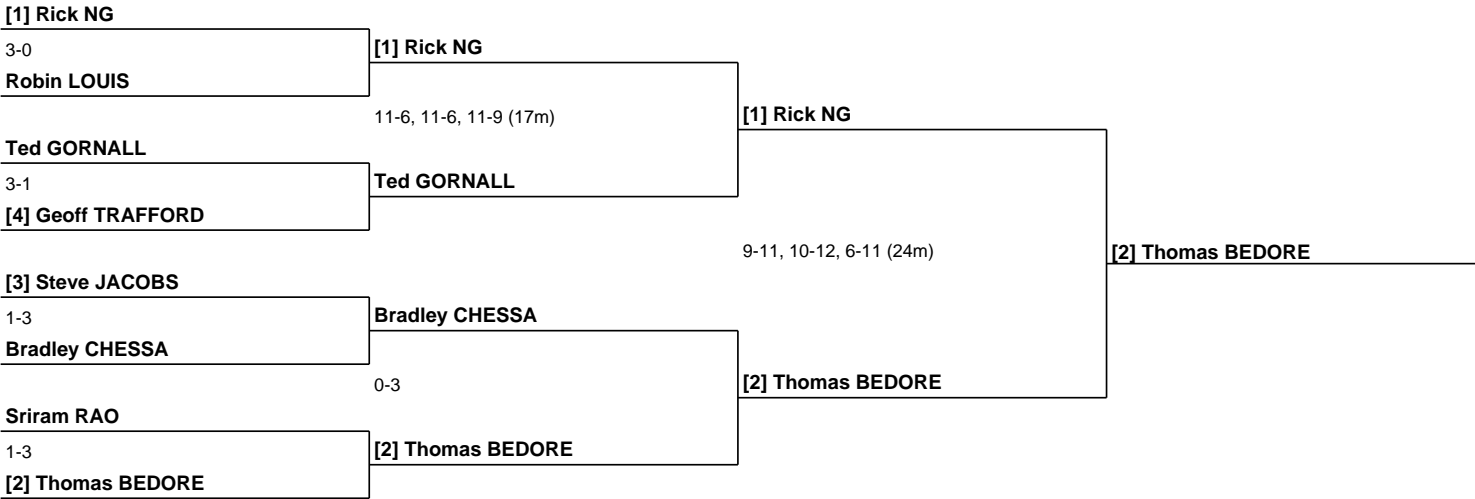 [1] Rick NG
3-0
Robin LOUIS
Ted GORNALL
3-1
[4] Geoff TRAFFORD
[3] Steve JACOBS
1-3
Bradley CHESSA
Sriram RAO
1-3
[2] Thomas BEDORE
[1] Rick NG
11-6, 11-6, 11-9 (17m)
Ted GORNALL
Bradley CHESSA
0-3
[2] Thomas BEDORE
[1] Rick NG
9-11, 10-12, 6-11 (24m)
[2] Thomas BEDORE
[2] Thomas BEDORE